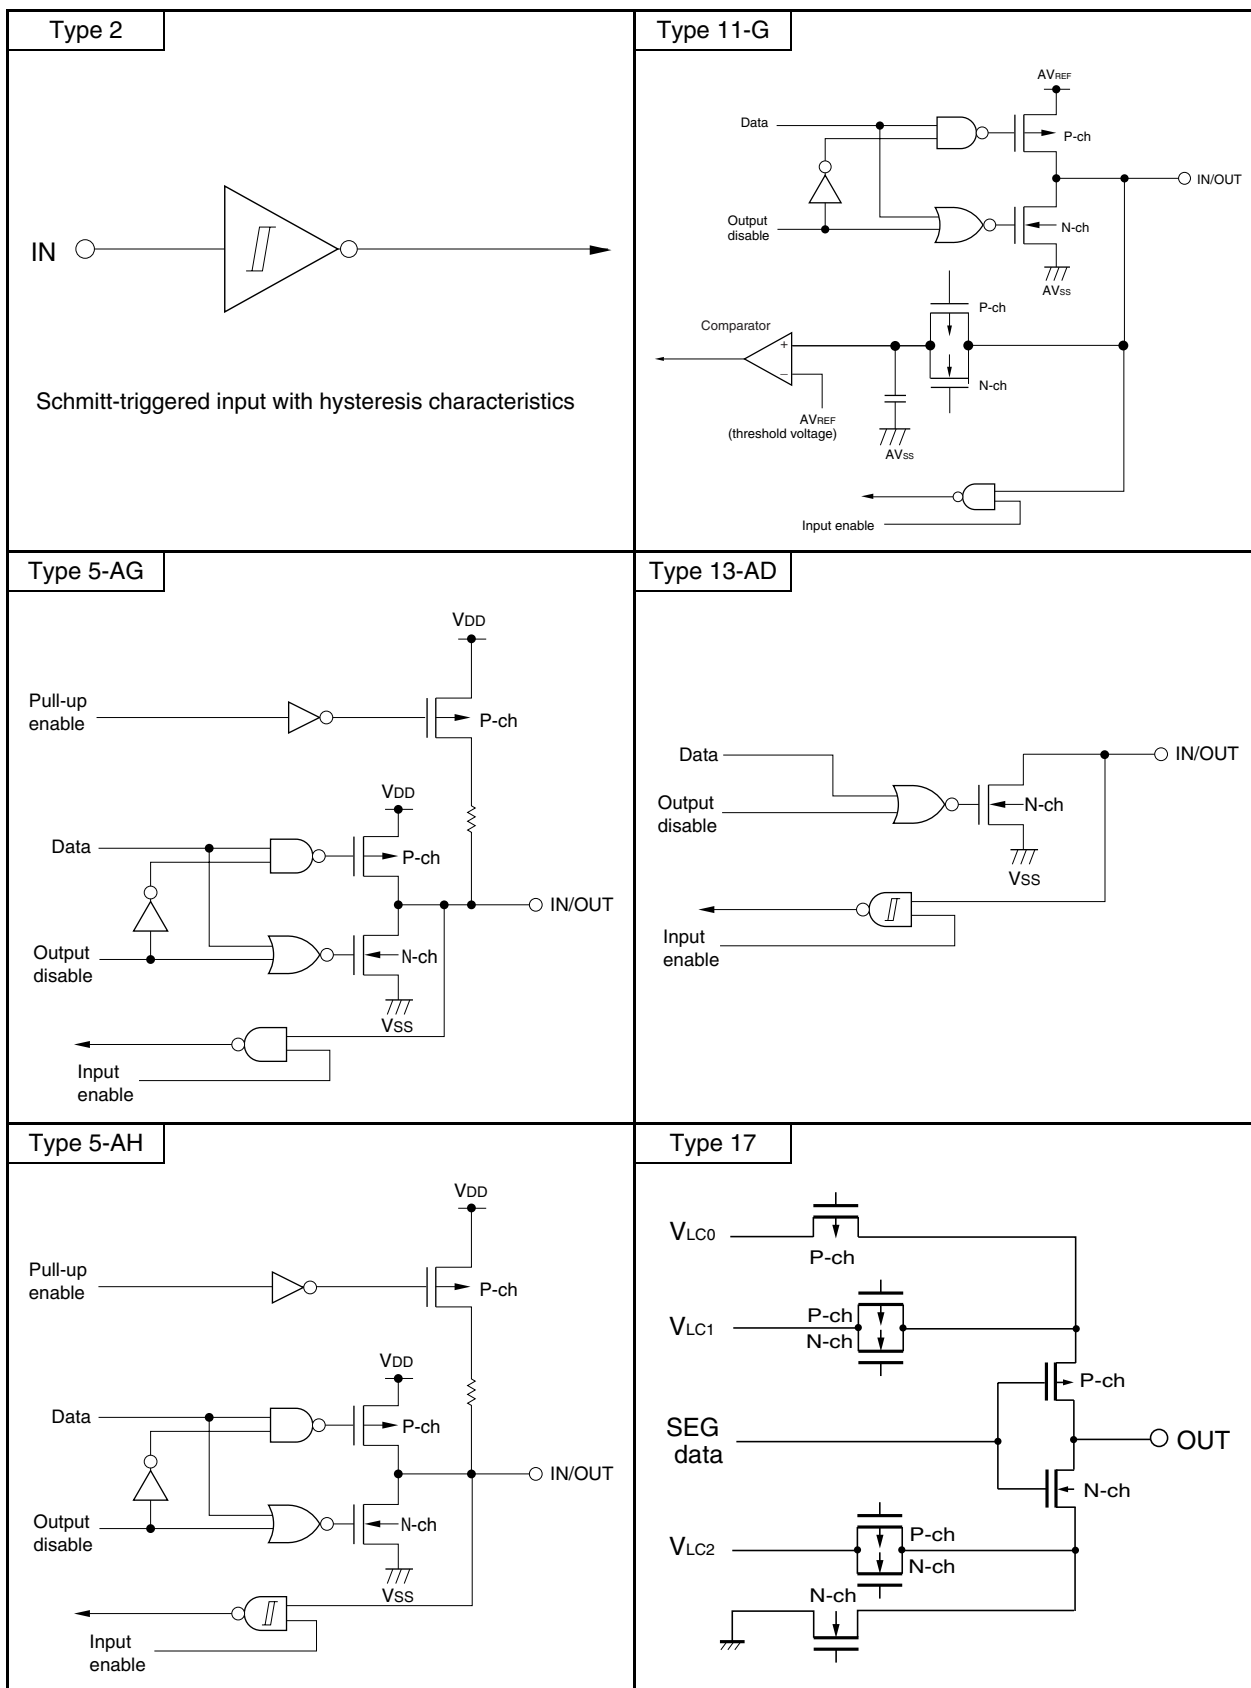 Type 2
IN
Schmitt-triggered input with hysteresis characteristics
Type 11-G
AVREF
Data
P-ch
IN/OUT
Output
disable
N-ch
AVSS
P-ch
Comparator
+
–
N-ch
AVREF
(threshold voltage)
AVSS
Input enable
Type 5-AG
VDD
Pull-up
enable
P-ch
VDD
Data
P-ch
IN/OUT
Output
disable
N-ch
VSS
Input
enable
Type 13-AD
Data
IN/OUT
Output
disable
N-ch
VSS
Input
enable
Type 5-AH
VDD
Pull-up
enable
P-ch
VDD
Data
P-ch
IN/OUT
Output
disable
N-ch
VSS
Input
enable
Type 17
VLC0
P-ch
VLC1
P-ch
N-ch
P-ch
SEG
data
OUT
N-ch
VLC2
P-ch
N-ch
N-ch